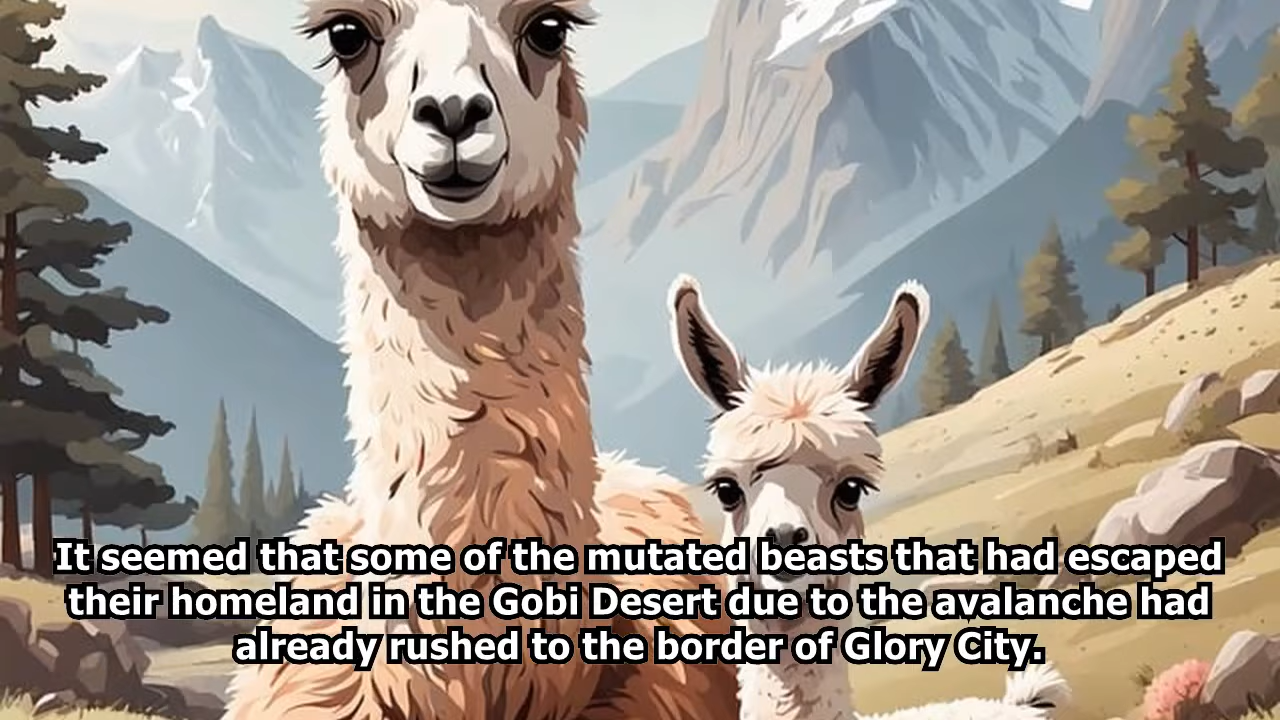 It seemed that some of the mutated beasts that had escaped
their homeland in the Gobi Desert due to the avalanche had
already rushed to the border of Glory City.